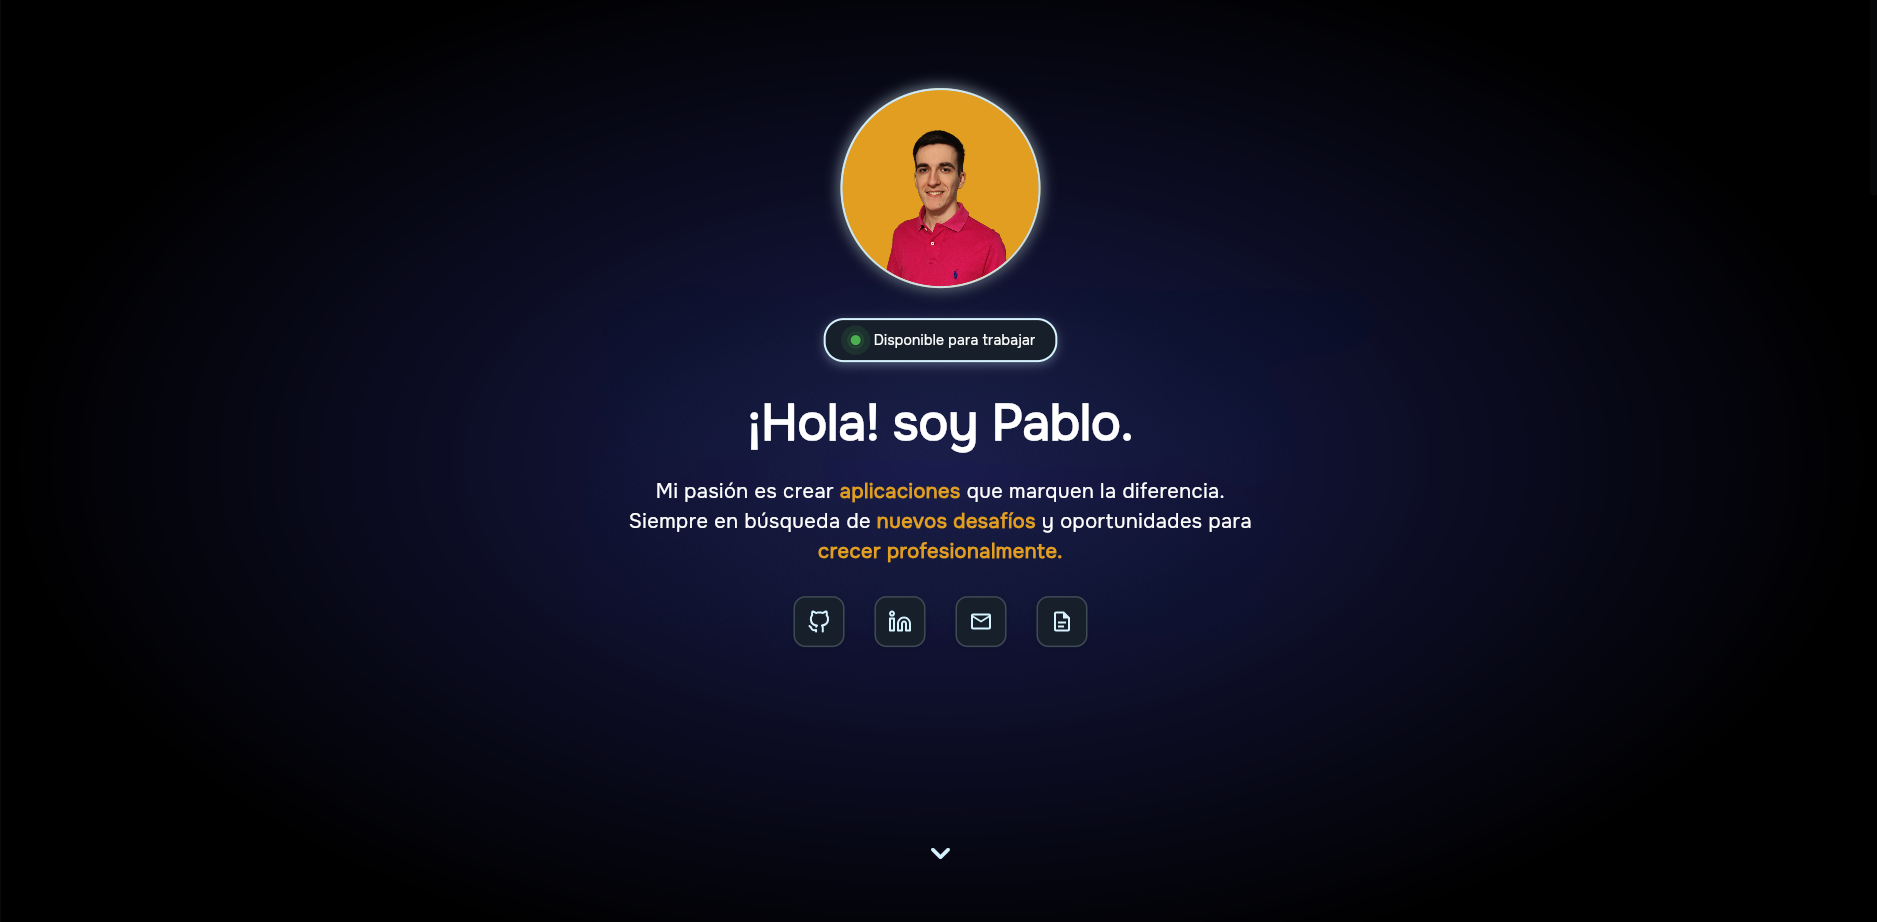 Disponible para trabajar
¡Hola! soy Pablo.
Mi pasión es crear aplicaciones que marquen la diferencia.
Siempre en búsqueda de nuevos desafíos y oportunidades para
crecer profesionalmente.